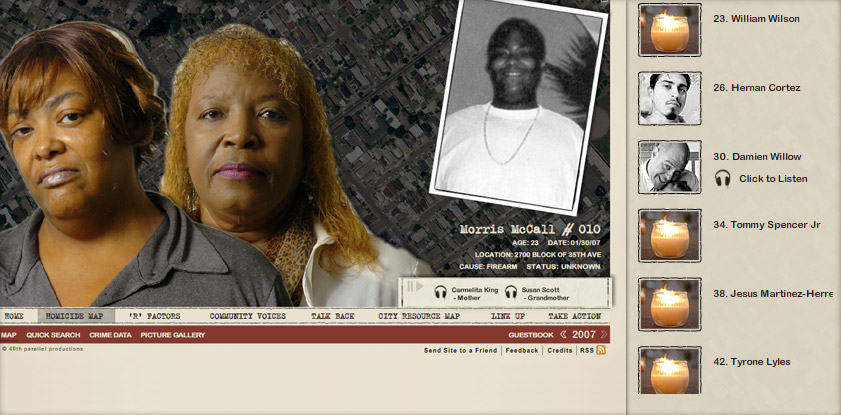 Morris McCall // 010
AGE: 23 DATE: 01/30/07
LOCATION: 2700 BLOCK OF 35TH AVE
CAUSE: FIREARM STATUS: UNKNOWN
Carmelita King
- Mother
Susan Scott
- Grandmother
HOME HOMICIDE MAP 'R' FACTORS COMMUNITY VOICES TALK BACK CITY RESOURCE MAP LINK UP TAKE ACTION
MAP QUICK SEARCH CRIME DATA PICTURE GALLERY GUESTBOOK 2007
© 48th parallel productions
Send Site to a Friend Feedback Credits RSS
23. William Wilson
26. Hernan Cortez
30. Damien Willow
Click to Listen
34. Tommy Spencer Jr
38. Jesus Martinez-Herre
42. Tyrone Lyles